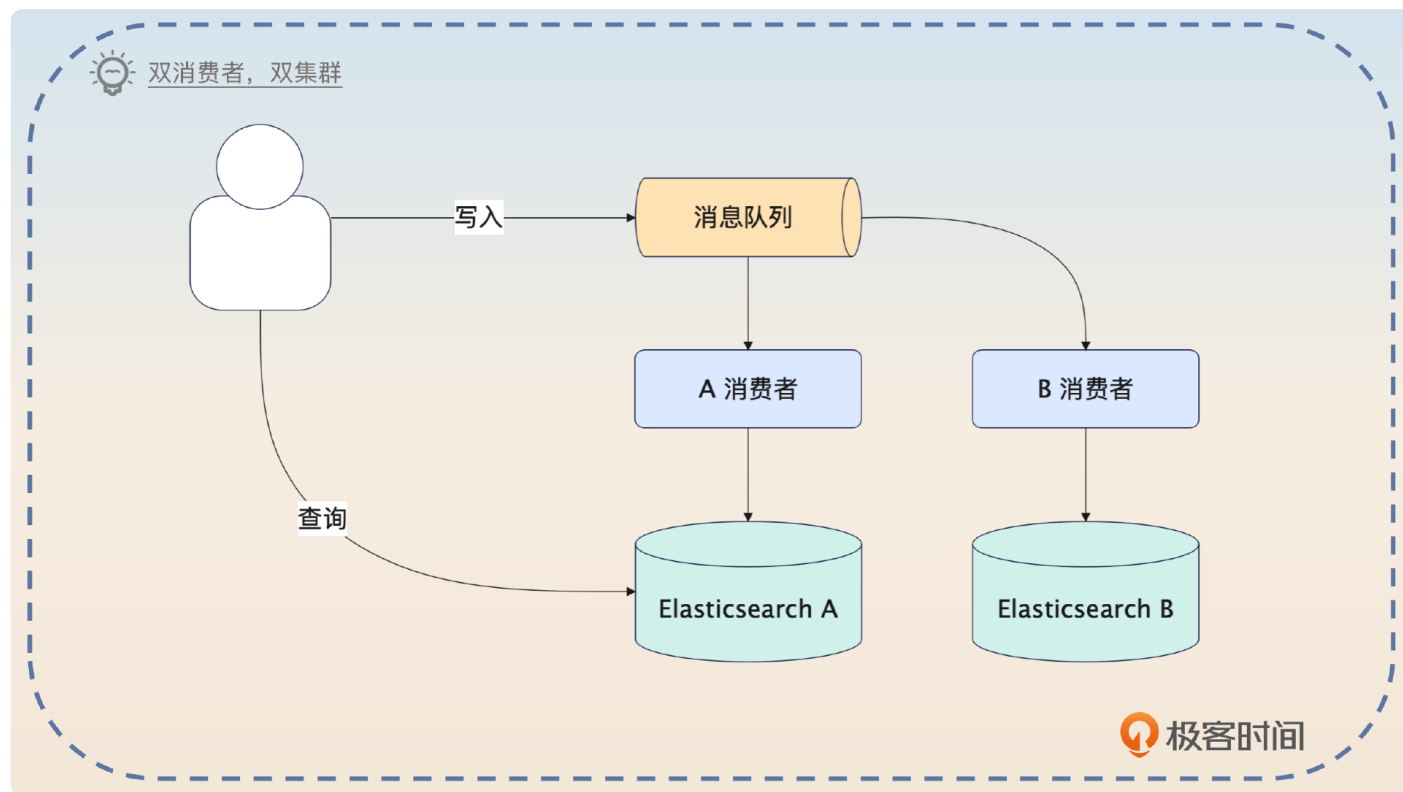 双消费者，双集群
写入
消息队列
A 消费者
B 消费者
查询
Elasticsearch A
Elasticsearch B
极客时间